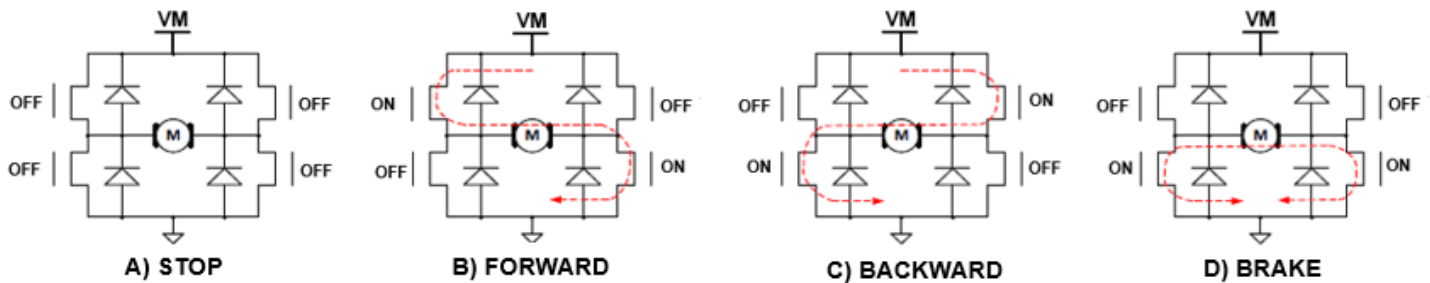 VM
VM
VM
VM
OFF
OFF
ON
OFF
OFF
ON
OFF
OFF
M
M
M
M
OFF
OFF
OFF
ON
ON
OFF
ON
ON
A) STOP
B) FORWARD
C) BACKWARD
D) BRAKE